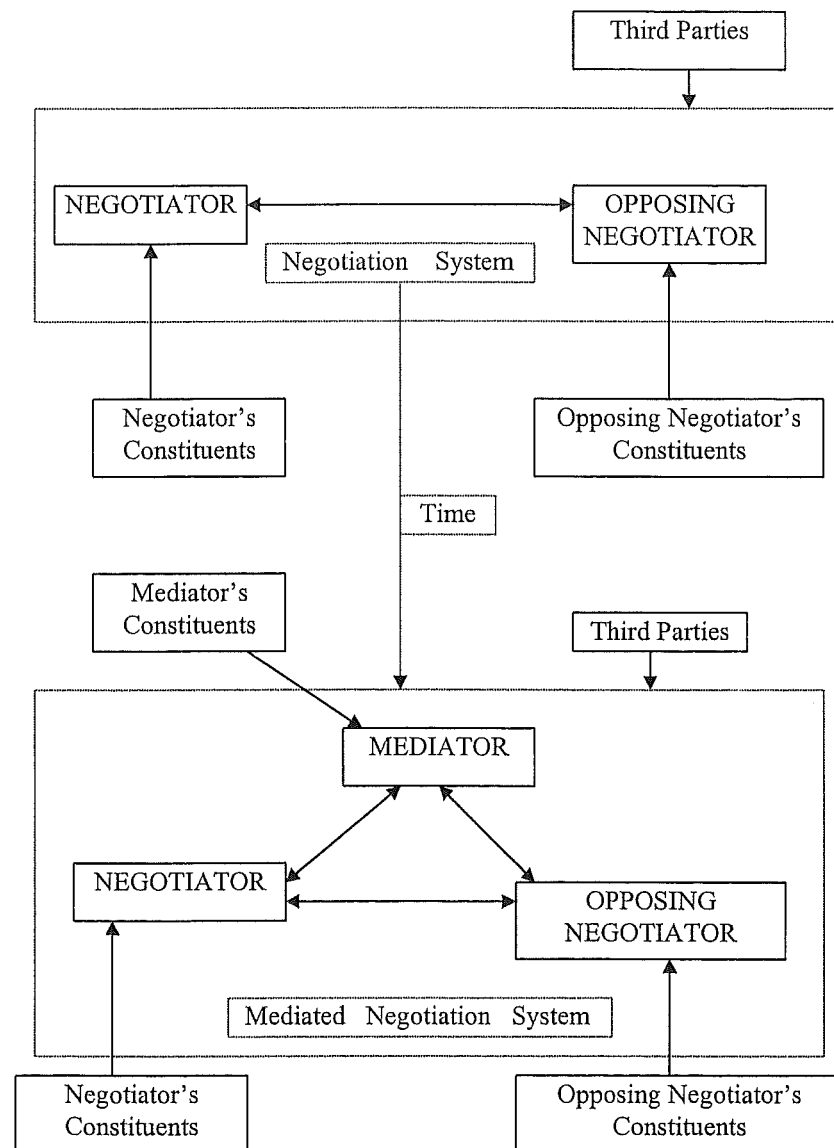 Third Parties
NEGOTIATOR
OPPOSING
NEGOTIATOR
Negotiation System
Negotiator's
Constituents
Opposing Negotiator's
Constituents
Time
Mediator's
Constituents
Third Parties
MEDIATOR
NEGOTIATOR
OPPOSING
NEGOTIATOR
Mediated Negotiation System
Negotiator's
Constituents
Opposing Negotiator's
Constituents